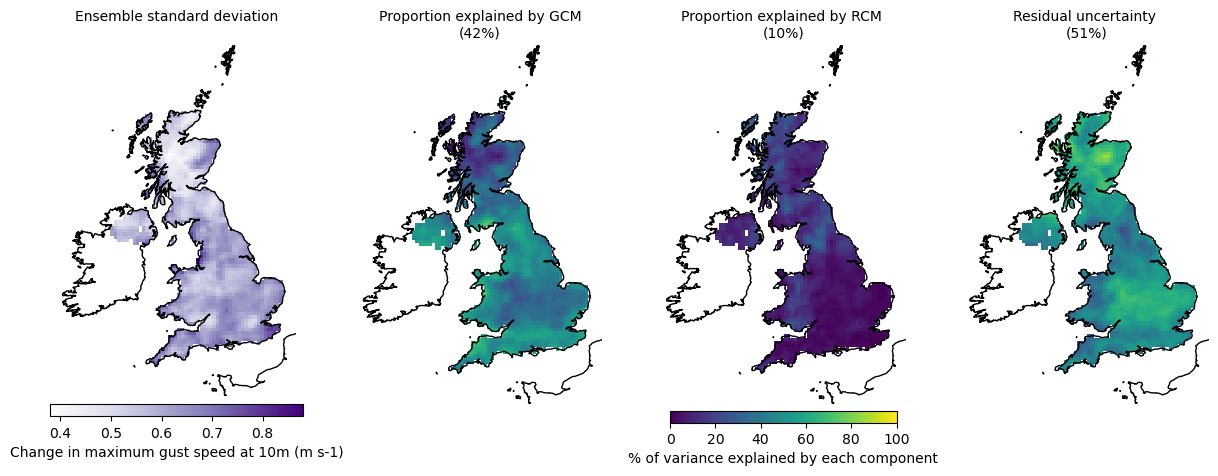 Ensemble standard deviation
Proportion explained by GCM
(42%)
Proportion explained by RCM
(10%)
Residual uncertainty
(51%)
0.4 0.5 0.6 0.7 0.8
Change in maximum gust speed at 10m (m s-1)
0 20 40 60 80 100
% of variance explained by each component